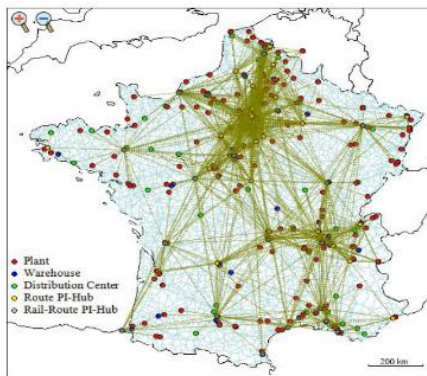 Plant
Warehouse
Distribution Center
Route PI-Hub
Rail-Route PI-Hub
200 km